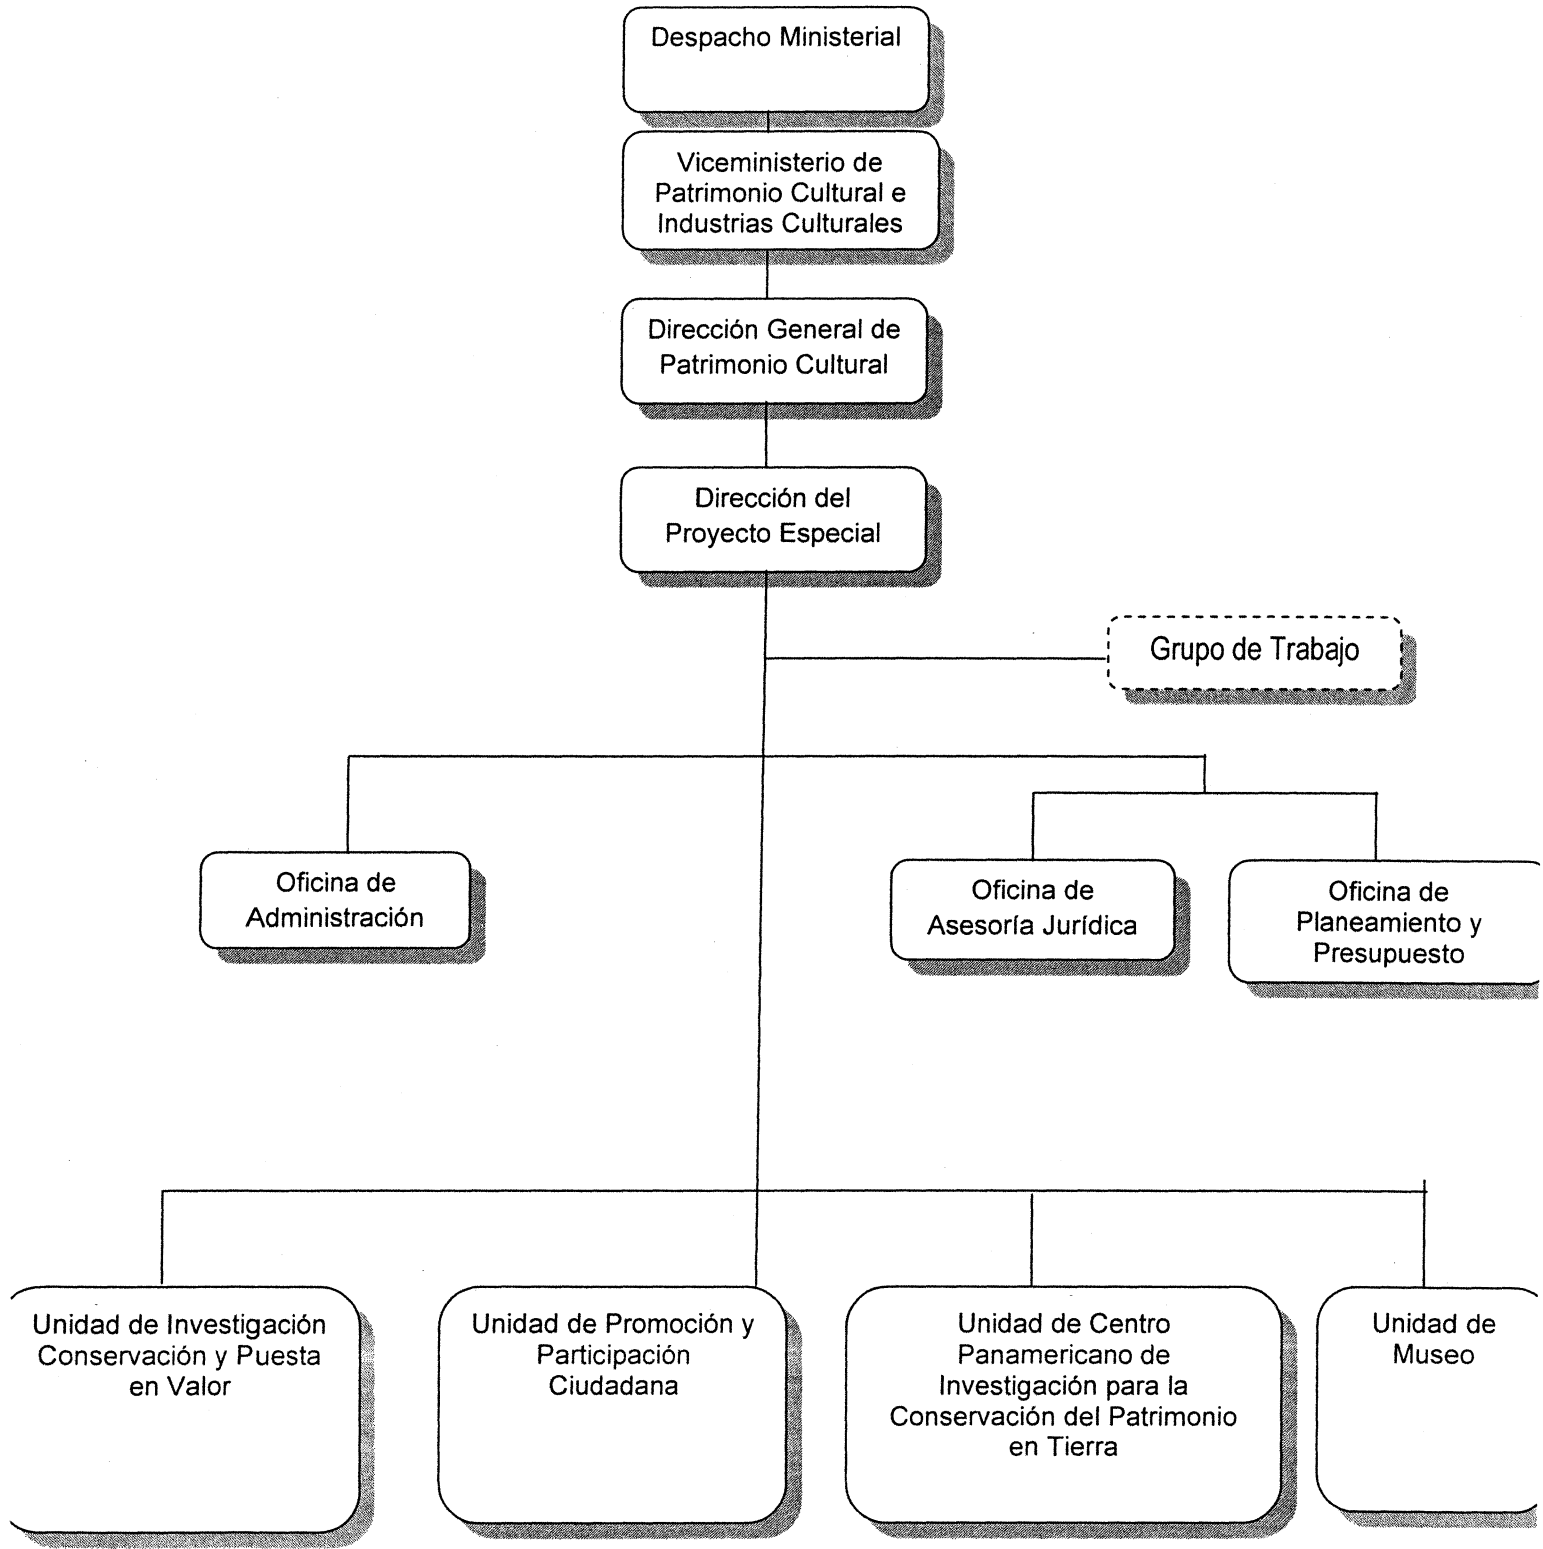 Despacho Ministerial
Viceministerio de
Patrimonio Cultural e
Industrias Culturales
Dirección General de
Patrimonio Cultural
Dirección del
Proyecto Especial
Grupo de Trabajo
Oficina de
Administración
Oficina de
Asesoría Jurídica
Oficina de
Planeamiento y
Presupuesto
Unidad de Investigación
Conservación y Puesta
en Valor
Unidad de Promoción y
Participación
Ciudadana
Unidad de Centro
Panamericano de
Investigación para la
Conservación del Patrimonio
en Tierra
Unidad de
Museo